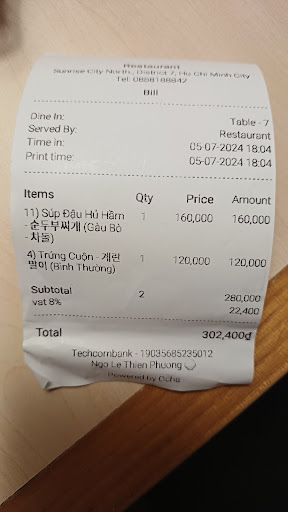 Restaurant
Sunrise City North, District 7, Ho Chi Minh City
Tel: 0858188842
Bill
Dine In: Table - 7
Served By: Restaurant
Time in: 05-07-2024 18:04
Print time: 05-07-2024 18:04
Items Qty Price Amount
11) Súp Đậu Hủ Hầm 1 160,000 160,000
- 순두부찌개 (Gàu Bò
- 차돌)
4) Trứng Cuộn - 계란 1 120,000 120,000
말이 (Bình Thường)
Subtotal 2 280,000
vat 8% 22,400
Total 302,400đ
Techcombank - 19035685235012
Ngo Le Thien Phuong
Powered by Ocha